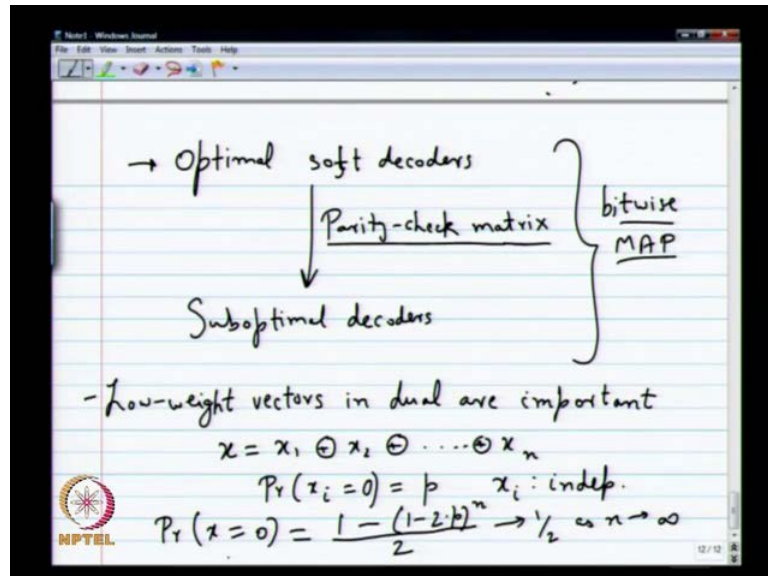 Note1 - Windows Journal
File Edit View Insert Actions Tools Help
→ Optimal soft decoders
Parity-check matrix
bitwise
MAP
Suboptimal decoders
- Low-weight vectors in dual are important
x = x₁ ⊕ x₂ ⊕ ..... ⊕ xₙ
Pr(xᵢ = 0) = p xᵢ : indep.
Pr(x = 0) = (1 - (1-2·p)ⁿ)/2 → 1/2 as n → ∞
NPTEL
12/12